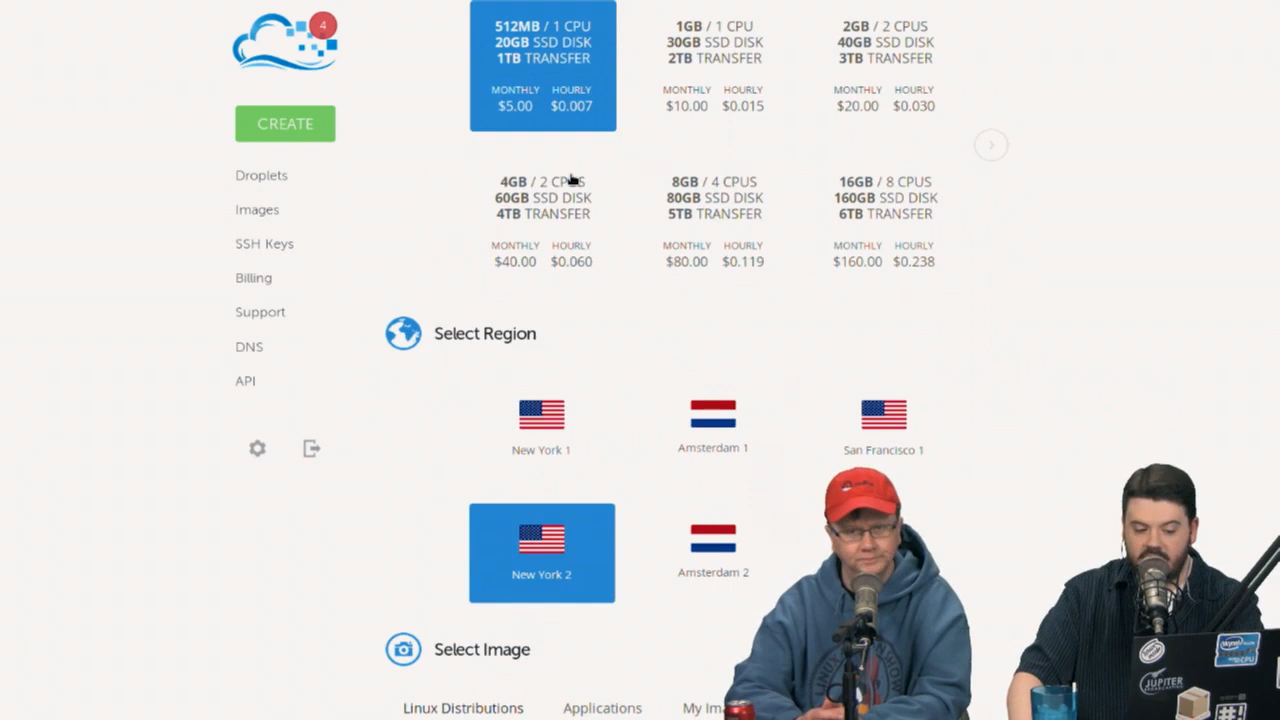 4
CREATE
Droplets
Images
SSH Keys
Billing
Support
DNS
API
512MB / 1 CPU
20GB SSD DISK
1TB TRANSFER
MONTHLY HOURLY
$5.00 $0.007
1GB / 1 CPU
30GB SSD DISK
2TB TRANSFER
MONTHLY HOURLY
$10.00 $0.015
2GB / 2 CPUS
40GB SSD DISK
3TB TRANSFER
MONTHLY HOURLY
$20.00 $0.030
4GB / 2 CPUS
60GB SSD DISK
4TB TRANSFER
MONTHLY HOURLY
$40.00 $0.060
8GB / 4 CPUS
80GB SSD DISK
5TB TRANSFER
MONTHLY HOURLY
$80.00 $0.119
16GB / 8 CPUS
160GB SSD DISK
6TB TRANSFER
MONTHLY HOURLY
$160.00 $0.238
Select Region
New York 1
Amsterdam 1
San Francisco 1
New York 2
Amsterdam 2
Select Image
Linux Distributions
Applications
My
LINUX
SHOW
JUPITER
CPU
#!